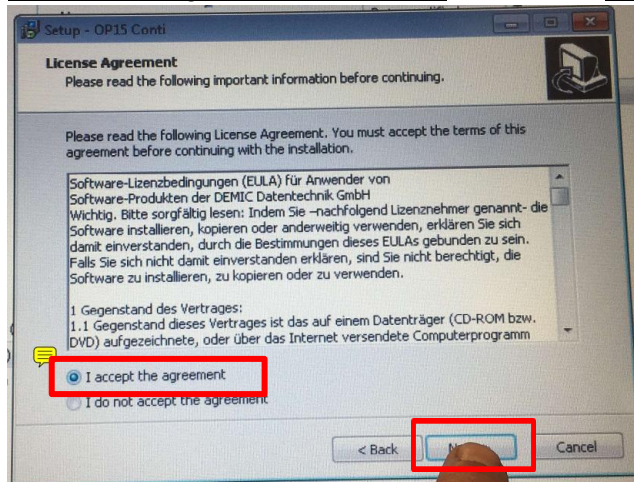 Setup - OP15 Conti
License Agreement
Please read the following important information before continuing.
Please read the following License Agreement. You must accept the terms of this
agreement before continuing with the installation.
Software-Lizenzbedingungen (EULA) für Anwender von
Software-Produkten der DEMIC Datentechnik GmbH
Wichtig. Bitte sorgfältig lesen: Indem Sie –nachfolgend Lizenznehmer genannt- die
Software installieren, kopieren oder anderweitig verwenden, erklären Sie sich
damit einverstanden, durch die Bestimmungen dieses EULAs gebunden zu sein.
Falls Sie sich nicht damit einverstanden erklären, sind Sie nicht berechtigt, die
Software zu installieren, zu kopieren oder zu verwenden.
1 Gegenstand des Vertrages:
1.1 Gegenstand dieses Vertrages ist das auf einem Datenträger (CD-ROM bzw.
DVD) aufgezeichnete, oder über das Internet versendete Computerprogramm
I accept the agreement
I do not accept the agreement
< Back
Cancel